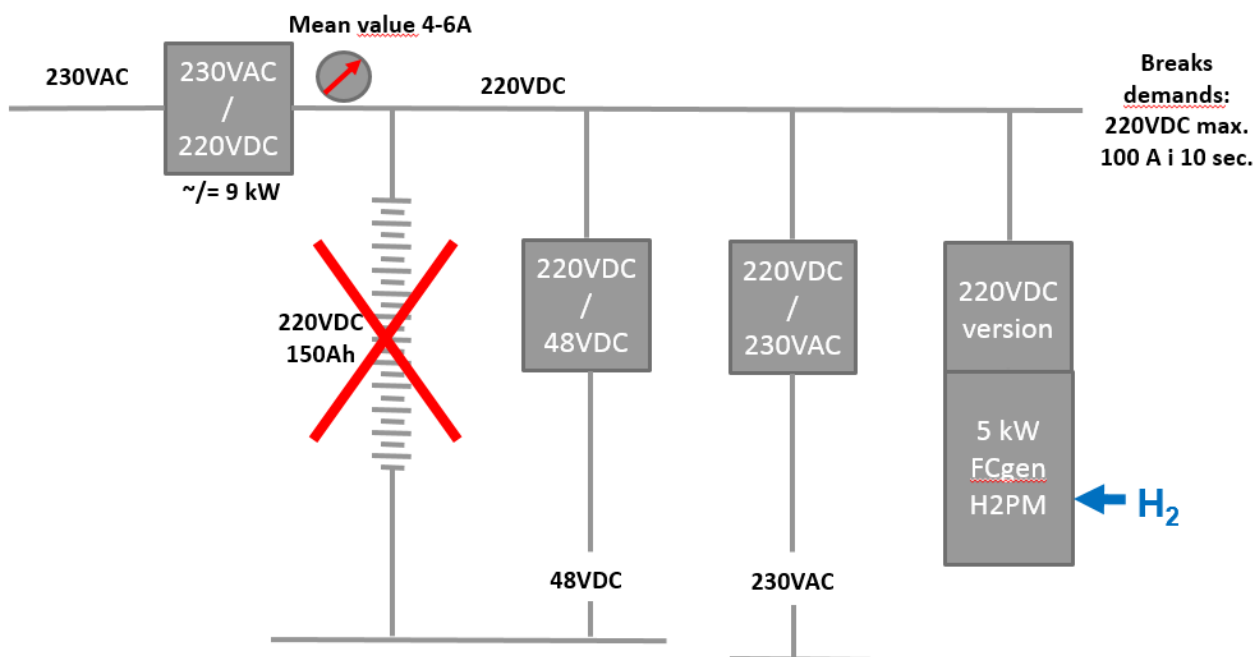 Mean value 4-6A
230VAC
230VAC
/
220VDC
~/= 9 kW
220VDC
Breaks
demands:
220VDC max.
100 A i 10 sec.
220VDC
150Ah
220VDC
/
48VDC
220VDC
/
230VAC
220VDC
version
5 kW
FCgen
H2PM
H₂
48VDC
230VAC